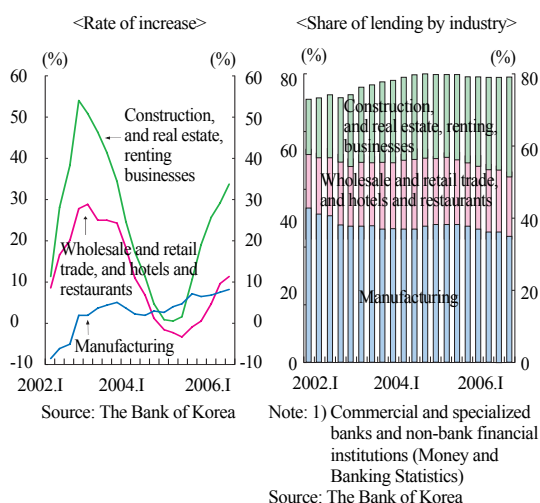 <Rate of increase>
(%)
(%)
60
60
50
50
40
40
30
30
20
20
10
10
0
0
-10
-10
Construction,
and real estate,
renting
businesses
Wholesale and retail
trade, and hotels and
restaurants
Manufacturing
2002.I
2004.I
2006.I
Source: The Bank of Korea
<Share of lending by industry>
(%)
(%)
80
80
60
60
40
40
20
20
0
0
Construction,
and real estate, renting,
businesses
Wholesale and retail trade,
and hotels and restaurants
Manufacturing
2002.I
2004.I
2006.I
Note: 1) Commercial and specialized
banks and non-bank financial
institutions (Money and
Banking Statistics)
Source: The Bank of Korea